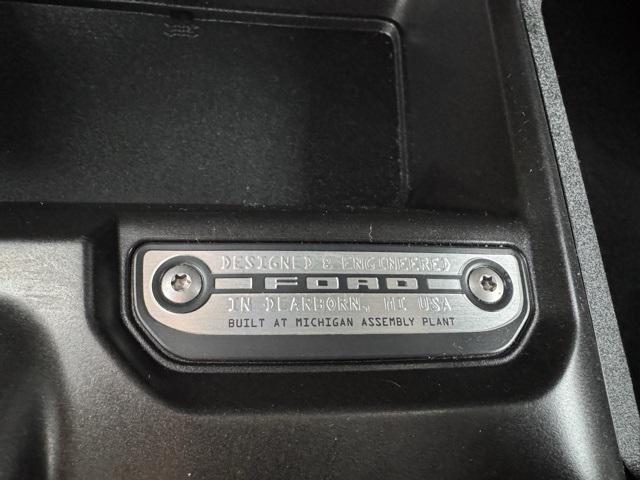 DESIGNED & ENGINEERED
FORD
IN DEARBORN, MI USA
BUILT AT MICHIGAN ASSEMBLY PLANT